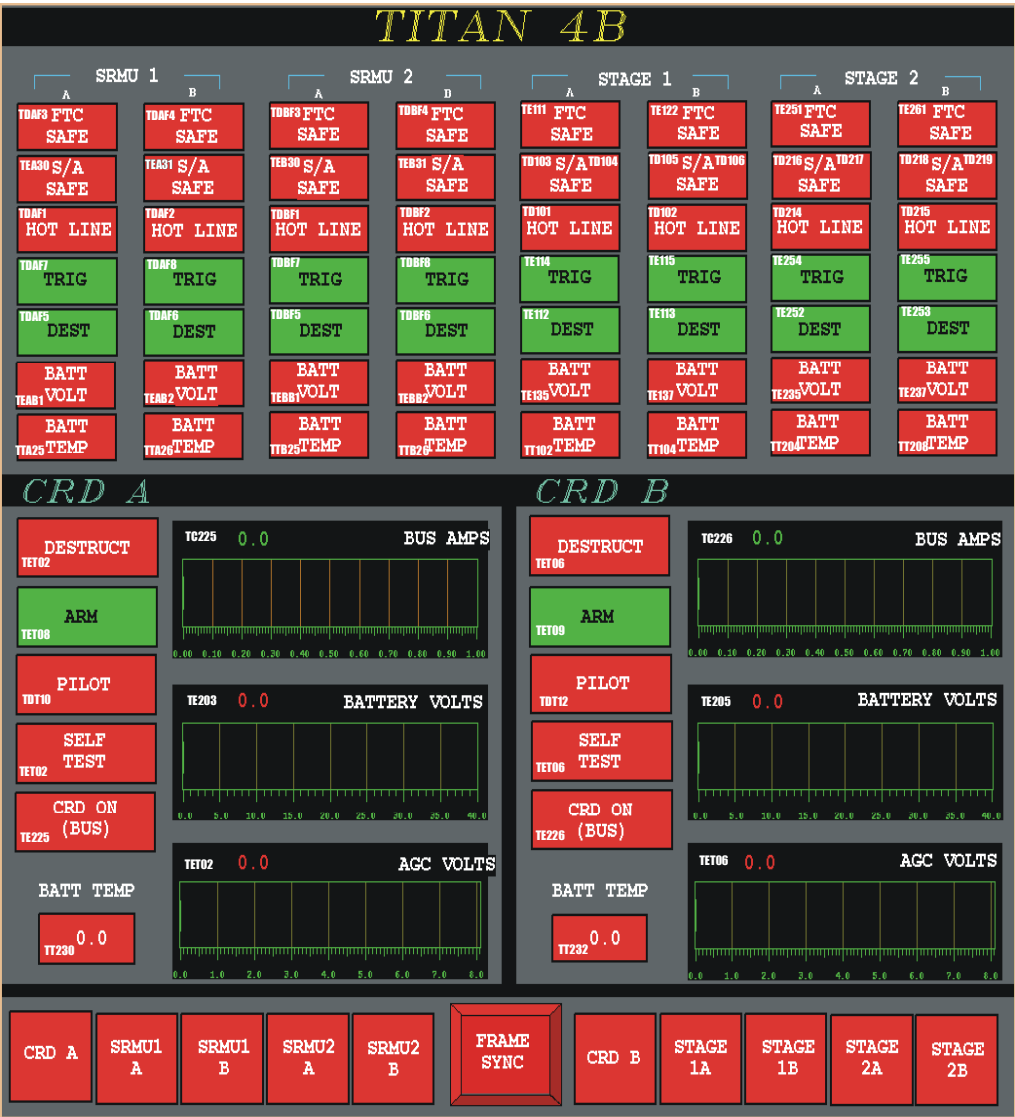 TITAN 4B
SRMU 1 SRMU 2 STAGE 1 STAGE 2
A B A D A B A B
TDAF3 FTC TDAF4 FTC TDBF3 FTC TDBF4 FTC TE111 FTC TE122 FTC TE251 FTC TE261 FTC
SAFE SAFE SAFE SAFE SAFE SAFE SAFE SAFE
TEA30 S/A TEA31 S/A TEB30 S/A TEB31 S/A TD103 S/A TD104 TD105 S/A TD106 TD216 S/A TD217 TD218 S/A TD219
SAFE SAFE SAFE SAFE SAFE SAFE SAFE SAFE
TDAF1 TDAF2 TDBF1 TDBF2 TD101 TD102 TD214 TD215
HOT LINE HOT LINE HOT LINE HOT LINE HOT LINE HOT LINE HOT LINE HOT LINE
TDAF7 TDAF8 TDBF7 TDBF8 TE114 TE115 TE254 TE255
TRIG TRIG TRIG TRIG TRIG TRIG TRIG TRIG
TDAF5 TDAF6 TDBF5 TDBF6 TE112 TE113 TE252 TE253
DEST DEST DEST DEST DEST DEST DEST DEST
BATT BATT BATT BATT BATT BATT BATT BATT
TEAB1 VOLT TEAB2 VOLT TEBB1 VOLT TEBB2 VOLT TE135 VOLT TE137 VOLT TE235 VOLT TE237 VOLT
BATT BATT BATT BATT BATT BATT BATT BATT
TTA25 TEMP TTA26 TEMP TTB25 TEMP TTB26 TEMP TT102 TEMP TT104 TEMP TT204 TEMP TT208 TEMP
CRD A
DESTRUCT
TET02
ARM
TET08
PILOT
TDT10
SELF
TET02 TEST
CRD ON
TE225 (BUS)
BATT TEMP
TT230 0.0
TC225 0.0 BUS AMPS
0.00 0.10 0.20 0.30 0.40 0.50 0.60 0.70 0.80 0.90 1.00
TE203 0.0 BATTERY VOLTS
0.0 5.0 10.0 15.0 20.0 25.0 30.0 35.0 40.0
TET02 0.0 AGC VOLTS
0.0 1.0 2.0 3.0 4.0 5.0 6.0 7.0 8.0
CRD B
DESTRUCT
TET06
ARM
TET09
PILOT
TDT12
SELF
TET06 TEST
CRD ON
TE226 (BUS)
BATT TEMP
TT232 0.0
TC226 0.0 BUS AMPS
0.00 0.10 0.20 0.30 0.40 0.50 0.60 0.70 0.80 0.90 1.00
TE205 0.0 BATTERY VOLTS
0.0 5.0 10.0 15.0 20.0 25.0 30.0 35.0 40.0
TET06 0.0 AGC VOLTS
0.0 1.0 2.0 3.0 4.0 5.0 6.0 7.0 8.0
CRD A SRMU1 SRMU1 SRMU2 SRMU2 FRAME CRD B STAGE STAGE STAGE STAGE
A B A B SYNC 1A 1B 2A 2B